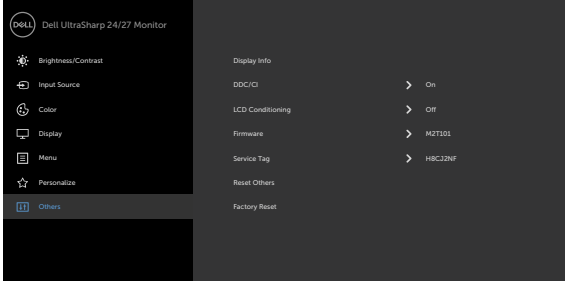 DELL Dell UltraSharp 24/27 Monitor
Brightness/Contrast
Input Source
Color
Display
Menu
Personalize
Others
Display Info
DDC/CI > On
LCD Conditioning > Off
Firmware > M2T101
Service Tag > H8CJ2NF
Reset Others
Factory Reset